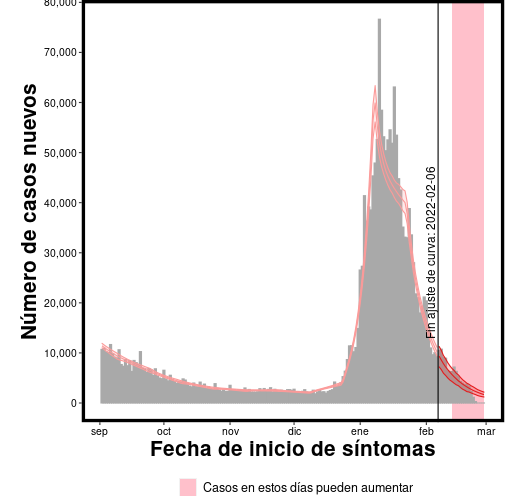 80,000
70,000
60,000
50,000
40,000
30,000
20,000
10,000
0
Número de casos nuevos
Fin ajuste de curva: 2022-02-06
sep oct nov dic ene feb mar
Fecha de inicio de síntomas
Casos en estos días pueden aumentar